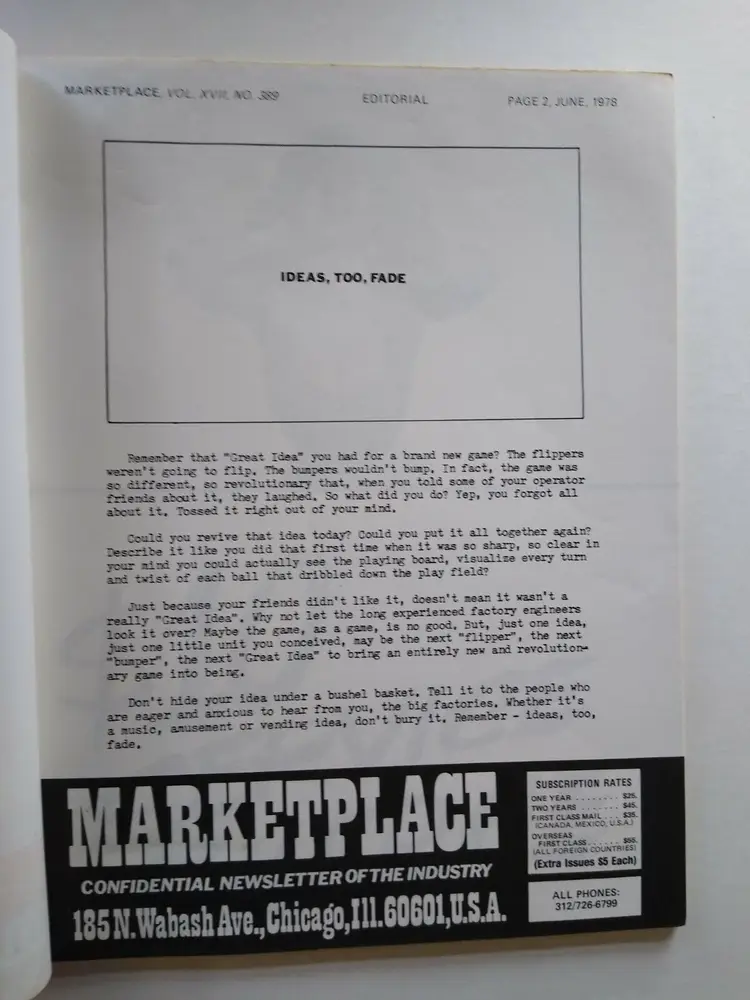 MARKETPLACE, VOL. XVII, NO. 389 EDITORIAL PAGE 2, JUNE, 1978
IDEAS, TOO, FADE
Remember that "Great Idea" you had for a brand new game? The flippers
weren't going to flip. The bumpers wouldn't bump. In fact, the game was
so different, so revolutionary that, when you told some of your operator
friends about it, they laughed. So what did you do? Yep, you forgot all
about it. Tossed it right out of your mind.
Could you revive that idea today? Could you put it all together again?
Describe it like you did that first time when it was so sharp, so clear in
your mind you could actually see the playing board, visualize every turn
and twist of each ball that dribbled down the play field?
Just because your friends didn't like it, doesn't mean it wasn't a
really "Great Idea". Why not let the long experienced factory engineers
look it over? Maybe the game, as a game, is no good. But, just one idea,
just one little unit you conceived, may be the next "flipper", the next
"bumper", the next "Great Idea" to bring an entirely new and revolution-
ary game into being.
Don't hide your idea under a bushel basket. Tell it to the people who
are eager and anxious to hear from you, the big factories. Whether it's
a music, amusement or vending idea, don't bury it. Remember - ideas, too,
fade.
MARKETPLACE
CONFIDENTIAL NEWSLETTER OF THE INDUSTRY
185 N. Wabash Ave., Chicago, Ill. 60601, U.S.A.
SUBSCRIPTION RATES
ONE YEAR ........ $25.
TWO YEARS ....... $45.
FIRST CLASS MAIL ... $35.
(CANADA, MEXICO, U.S.A.)
OVERSEAS
FIRST CLASS ...... $55.
(ALL FOREIGN COUNTRIES)
(Extra Issues $5 Each)
ALL PHONES:
312/726-6799